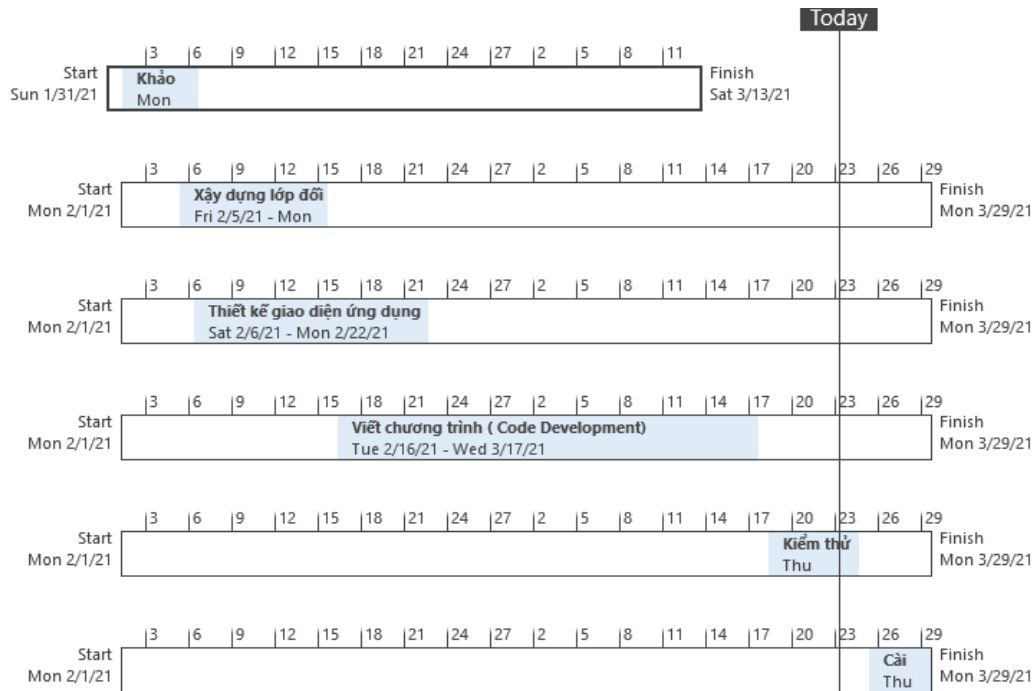 Today
3 6 9 12 15 18 21 24 27 2 5 8 11
Start Finish
Sun 1/31/21 Sat 3/13/21
Khảo
Mon
3 6 9 12 15 18 21 24 27 2 5 8 11 14 17 20 23 26 29
Start Finish
Mon 2/1/21 Mon 3/29/21
Xậy dựng lớp đối
Fri 2/5/21 - Mon
3 6 9 12 15 18 21 24 27 2 5 8 11 14 17 20 23 26 29
Start Finish
Mon 2/1/21 Mon 3/29/21
Thiết kế giao diện ứng dụng
Sat 2/6/21 - Mon 2/22/21
3 6 9 12 15 18 21 24 27 2 5 8 11 14 17 20 23 26 29
Start Finish
Mon 2/1/21 Mon 3/29/21
Viết chương trình ( Code Development)
Tue 2/16/21 - Wed 3/17/21
3 6 9 12 15 18 21 24 27 2 5 8 11 14 17 20 23 26 29
Start Finish
Mon 2/1/21 Mon 3/29/21
Kiểm thử
Thu
3 6 9 12 15 18 21 24 27 2 5 8 11 14 17 20 23 26 29
Start Finish
Mon 2/1/21 Mon 3/29/21
Cài
Thu